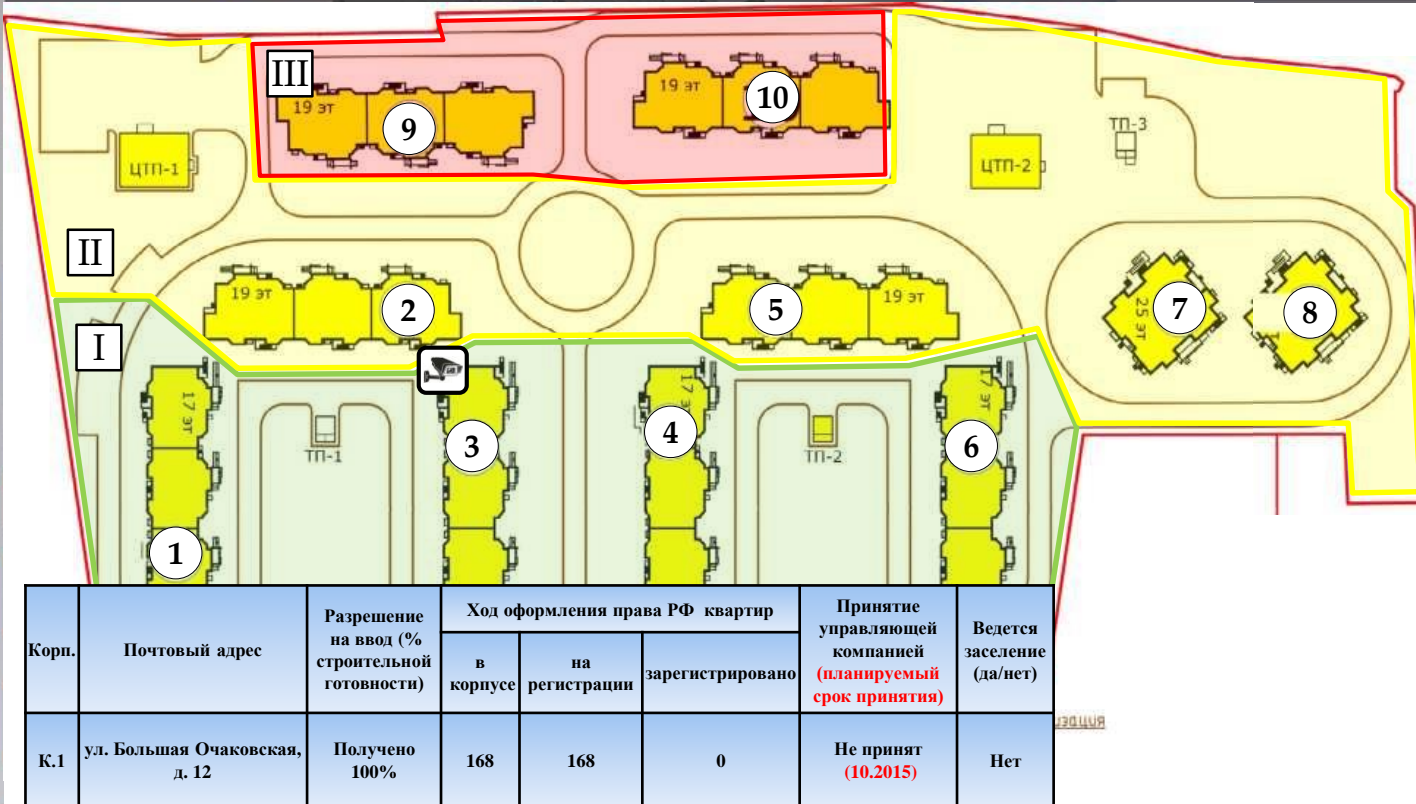 III
19 эт
9
19 эт
10
ТП-3
ЦТП-1
ЦТП-2
II
19 эт
2
5
19 эт
7
25 эт
8
I
17 эт
1
ТП-1
3
17 эт
4
ТП-2
17 эт
6
Корп.
Почтовый адрес
Разрешение
на ввод (%
строительной
готовности)
Ход оформления права РФ квартир
в
корпусе
на
регистрации
зарегистрировано
Принятие
управляющей
компанией
(планируемый
срок принятия)
Ведется
заселение
(да/нет)
К.1
ул. Большая Очаковская,
д. 12
Получено
100%
168
168
0
Не принят
(10.2015)
Нет